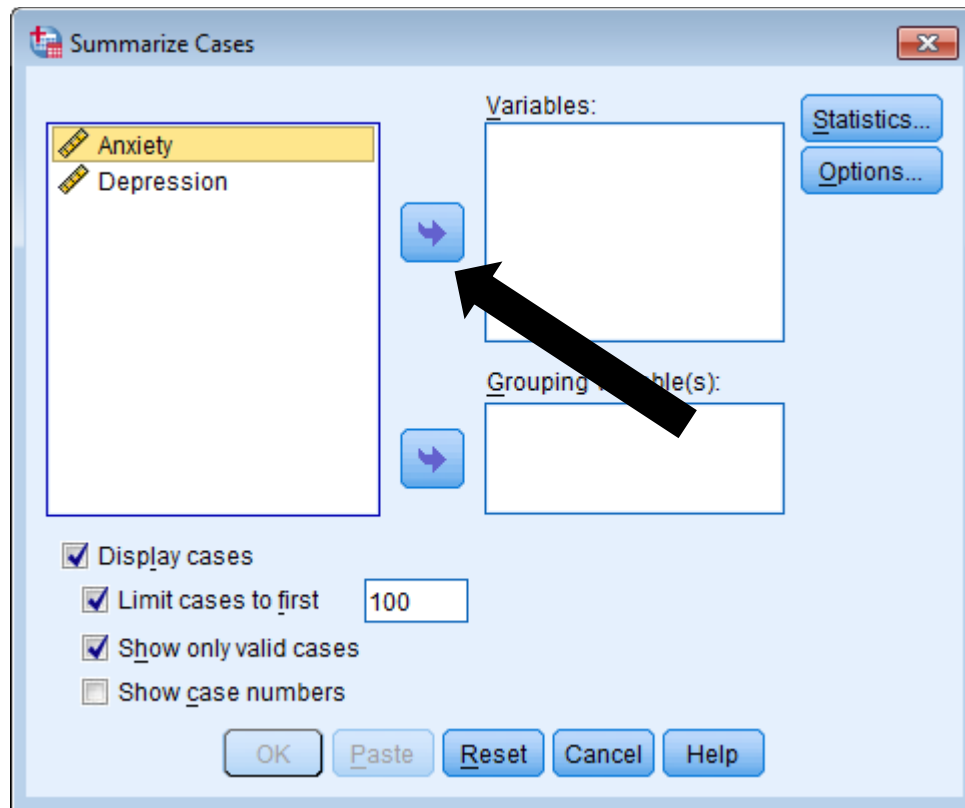 Summarize Cases
Variables:
Statistics...
Anxiety
Depression
Options...
Grouping
Display cases
Limit cases to first 100
Show only valid cases
Show case numbers
OK Paste Reset Cancel Help